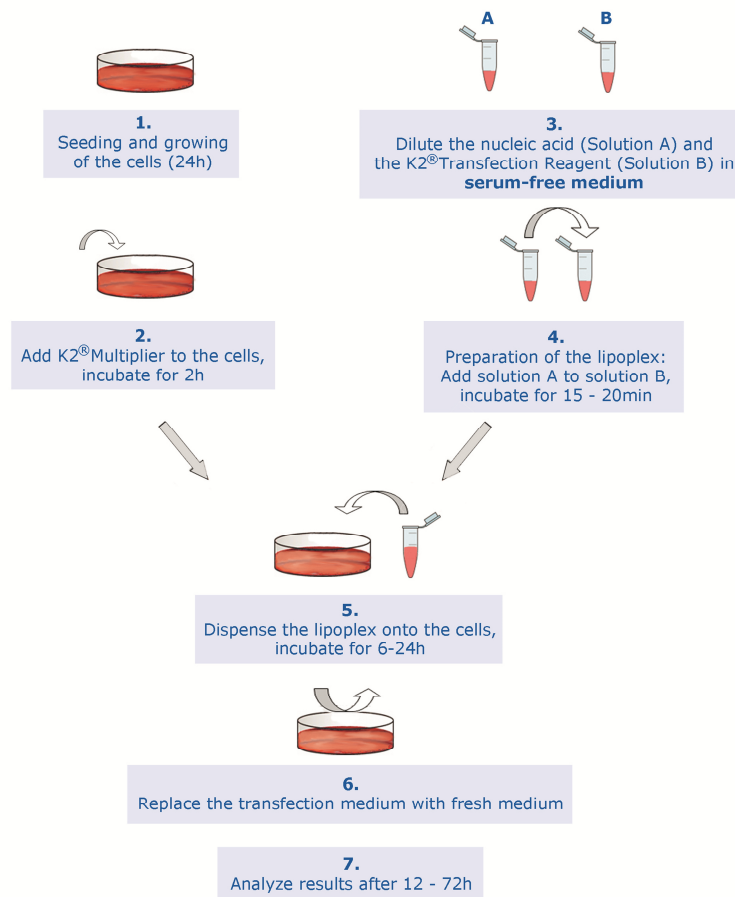 A
B
1.
Seeding and growing
of the cells (24h)
3.
Dilute the nucleic acid (Solution A) and
the K2®Transfection Reagent (Solution B) in
serum-free medium
2.
Add K2®Multiplier to the cells,
incubate for 2h
4.
Preparation of the lipoplex:
Add solution A to solution B,
incubate for 15 - 20min
5.
Dispense the lipoplex onto the cells,
incubate for 6-24h
6.
Replace the transfection medium with fresh medium
7.
Analyze results after 12 - 72h